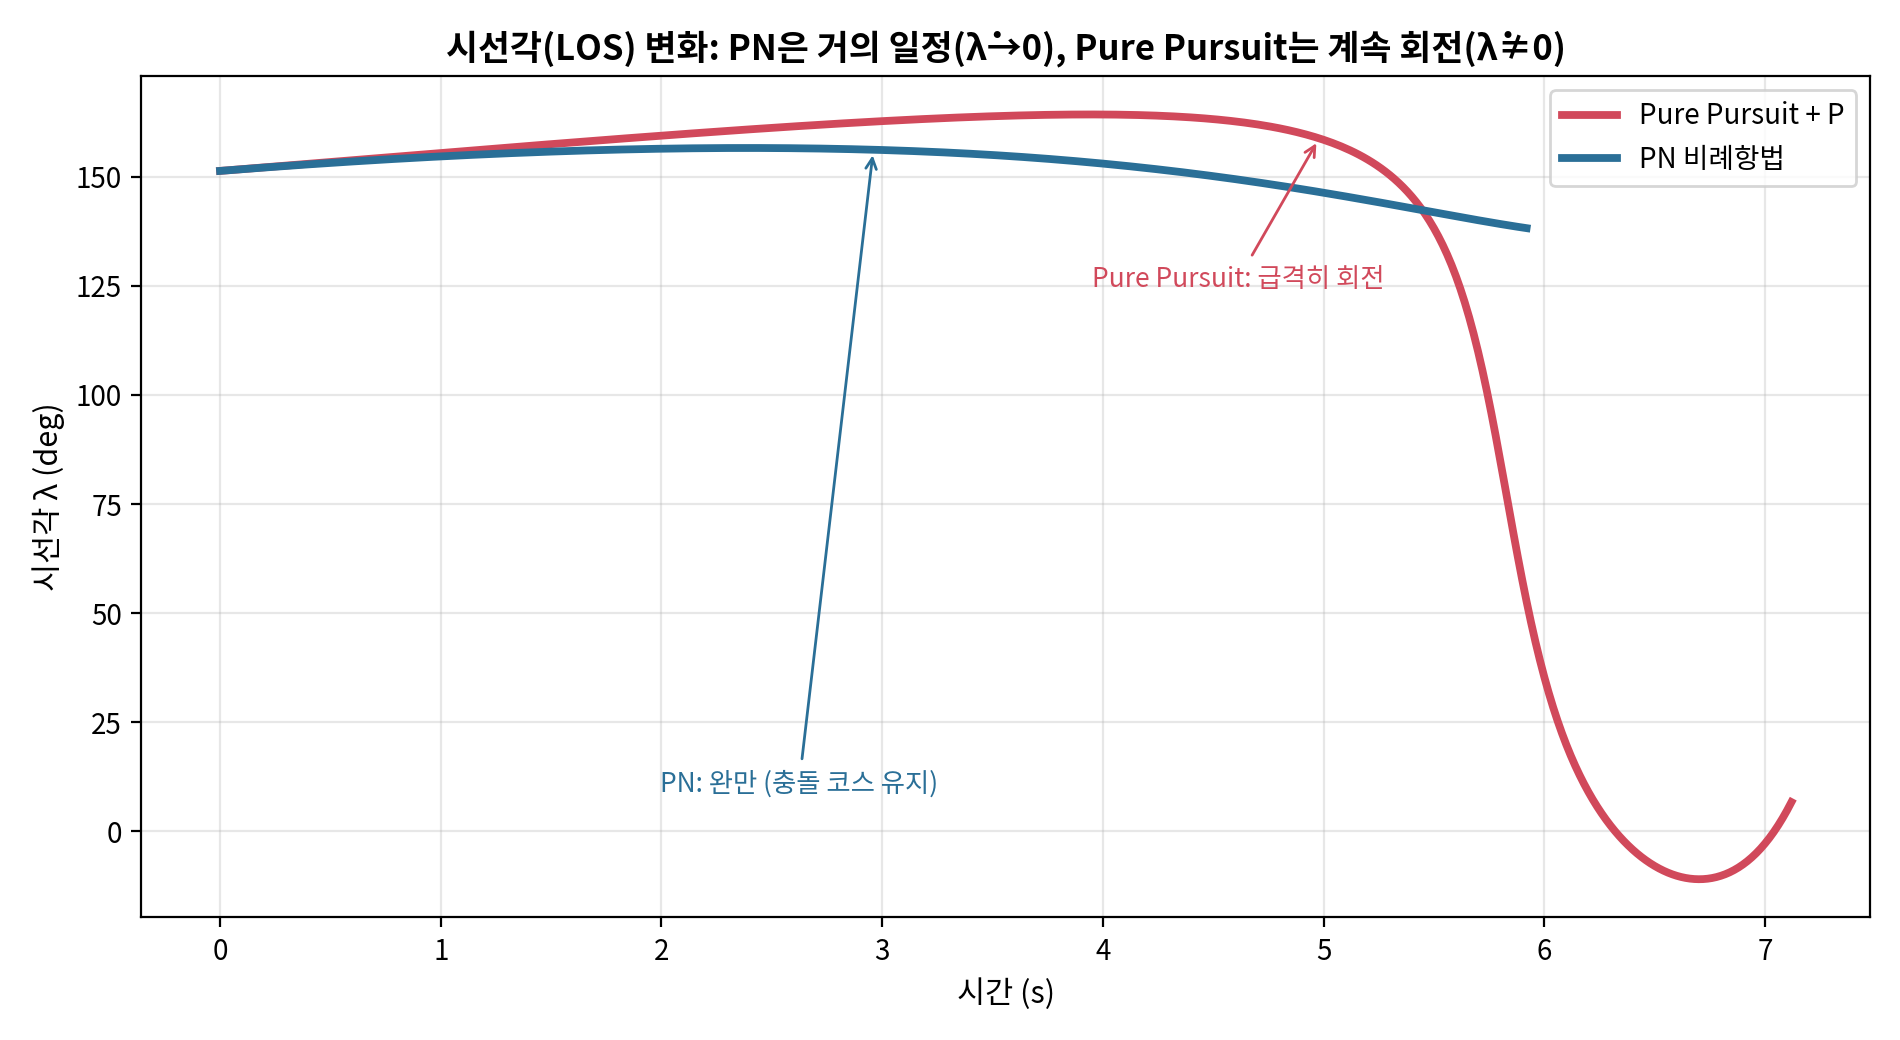 시선각(LOS) 변화: PN은 거의 일정(λ̇→0), Pure Pursuit는 계속 회전(λ̇≠0)
Pure Pursuit + P
PN 비례항법
Pure Pursuit: 급격히 회전
PN: 완만 (충돌 코스 유지)
시선각 λ (deg)
150
125
100
75
50
25
0
0 1 2 3 4 5 6 7
시간 (s)